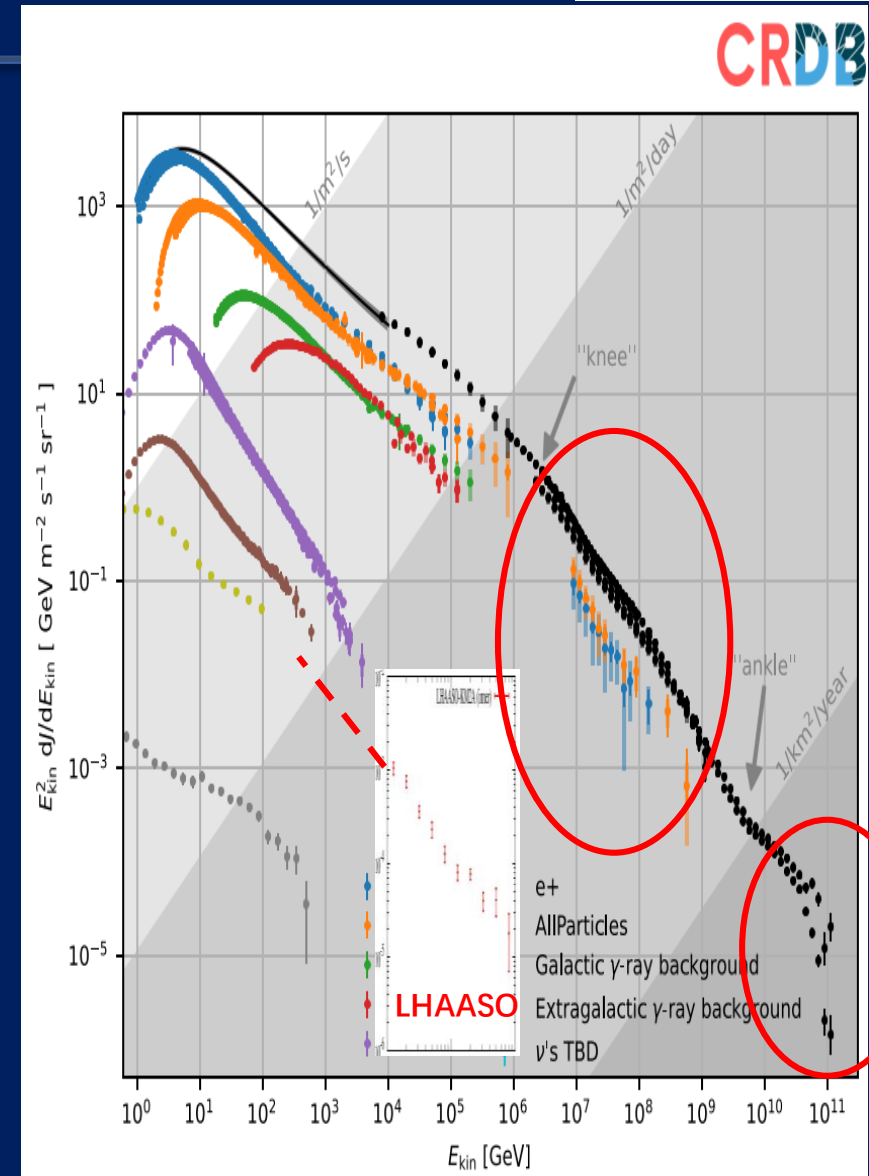 CRDB
1/m²/s
1/m²/day
"knee"
"ankle"
1/km²/year
E²kin dJ/dEkin [ GeV m⁻² s⁻¹ sr⁻¹ ]
10³
10¹
10⁻¹
10⁻³
10⁻⁵
LHAASO-KM2A (inner)
e+
AllParticles
Galactic γ-ray background
Extragalactic γ-ray background
ν's TBD
LHAASO
10⁰ 10¹ 10² 10³ 10⁴ 10⁵ 10⁶ 10⁷ 10⁸ 10⁹ 10¹⁰ 10¹¹
Ekin [GeV]